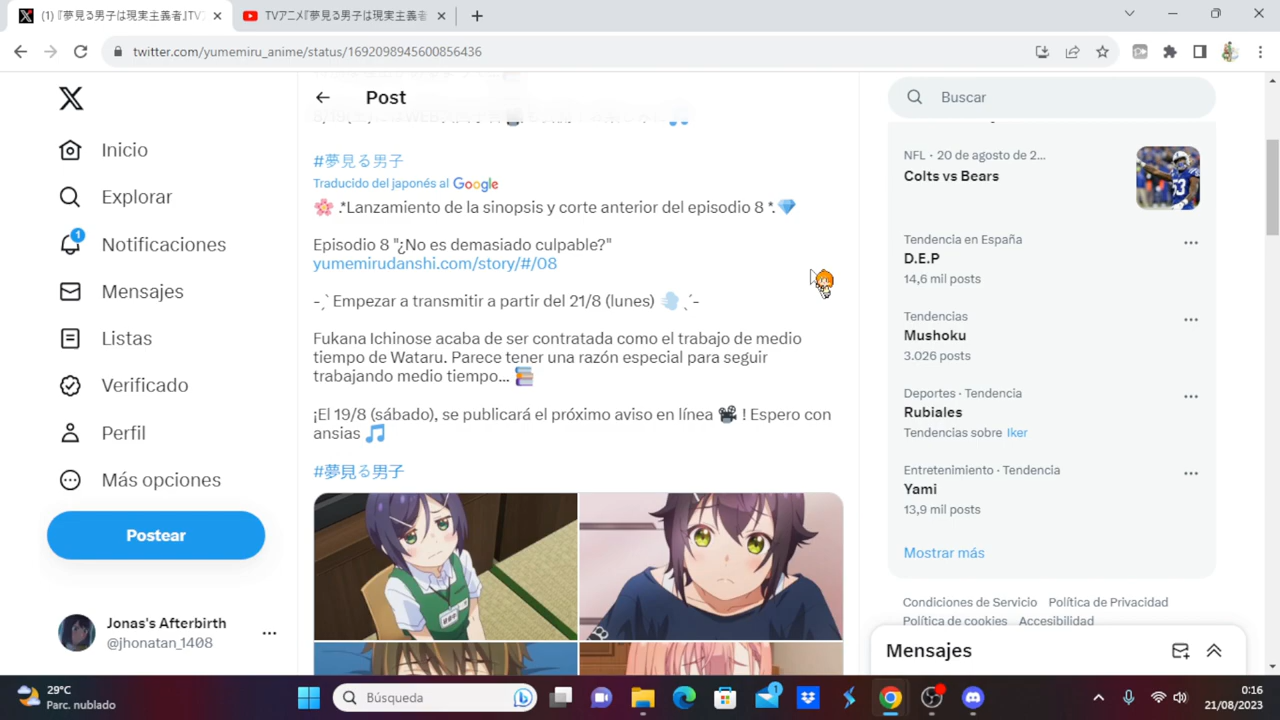 (1) 『夢見る男子は現実主義者』TVア
TVアニメ『夢見る男子は現実主義者
twitter.com/yumemiru_anime/status/1692098945600856436
Post
Buscar
Inicio
Explorar
1
Notificaciones
Mensajes
Listas
Verificado
Perfil
Más opciones
Postear
Jonas's Afterbirth
@jhonatan_1408
#夢見る男子
Traducido del japonés al Google
.*Lanzamiento de la sinopsis y corte anterior del episodio 8 *.
Episodio 8 "¿No es demasiado culpable?"
yumemirudanshi.com/story/#/08
- ˏˋ Empezar a transmitir a partir del 21/8 (lunes) ˎˊ-
Fukana Ichinose acaba de ser contratada como el trabajo de medio
tiempo de Wataru. Parece tener una razón especial para seguir
trabajando medio tiempo...
¡El 19/8 (sábado), se publicará el próximo aviso en línea ! Espero con
ansias
#夢見る男子
NFL · 20 de agosto de 2...
Colts vs Bears
Tendencia en España
D.E.P
14,6 mil posts
Tendencias
Mushoku
3.026 posts
Deportes · Tendencia
Rubiales
Tendencias sobre Iker
Entretenimiento · Tendencia
Yami
13,9 mil posts
Mostrar más
Condiciones de Servicio Política de Privacidad
Política de cookies Accesibilidad
Mensajes
29°C
Parc. nublado
Búsqueda
1
0:16
21/08/2023